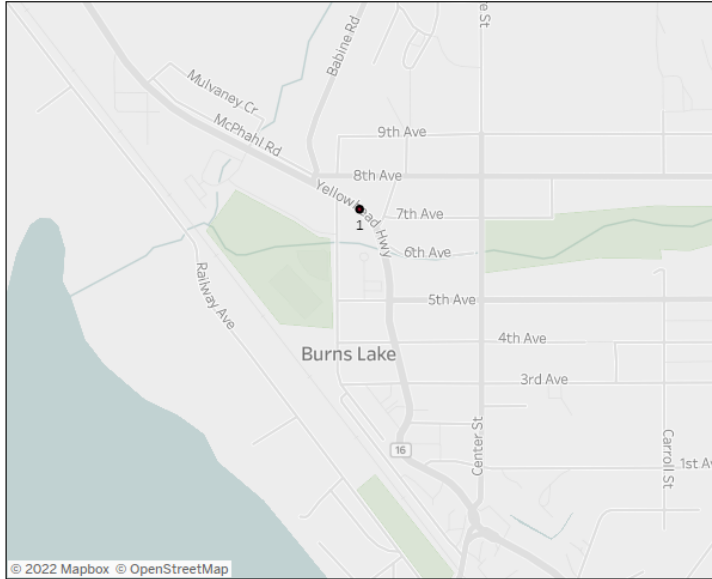 e St
Babine Rd
Mulvaney Cr
McPhahl Rd
9th Ave
8th Ave
Yellowhead Hwy
7th Ave
1
6th Ave
Railway Ave
5th Ave
4th Ave
Burns Lake
3rd Ave
Center St
Carroll St
16
1st Av
© 2022 Mapbox © OpenStreetMap